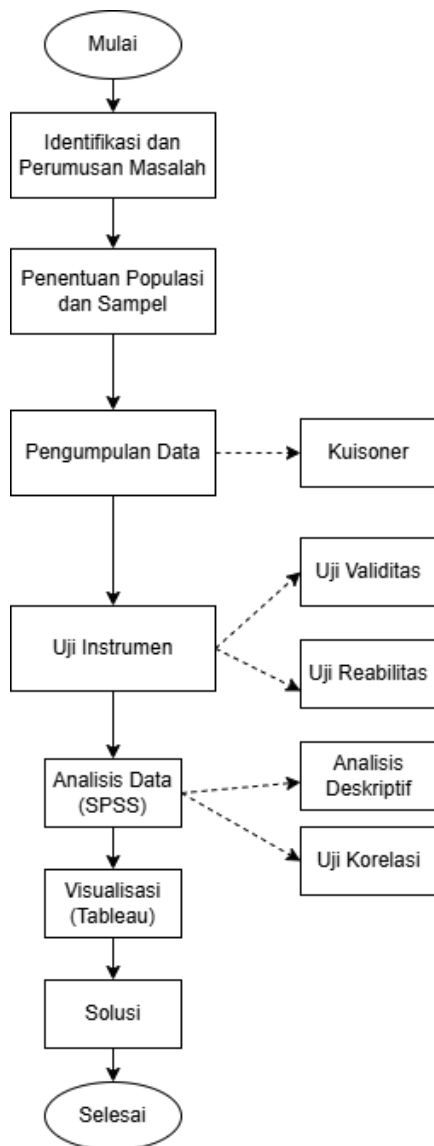 Mulai
Identifikasi dan
Perumusan Masalah
Penentuan Populasi
dan Sampel
Pengumpulan Data
Kuisoner
Uji Instrumen
Uji Validitas
Uji Reabilitas
Analisis Data
(SPSS)
Analisis
Deskriptif
Uji Korelasi
Visualisasi
(Tableau)
Solusi
Selesai